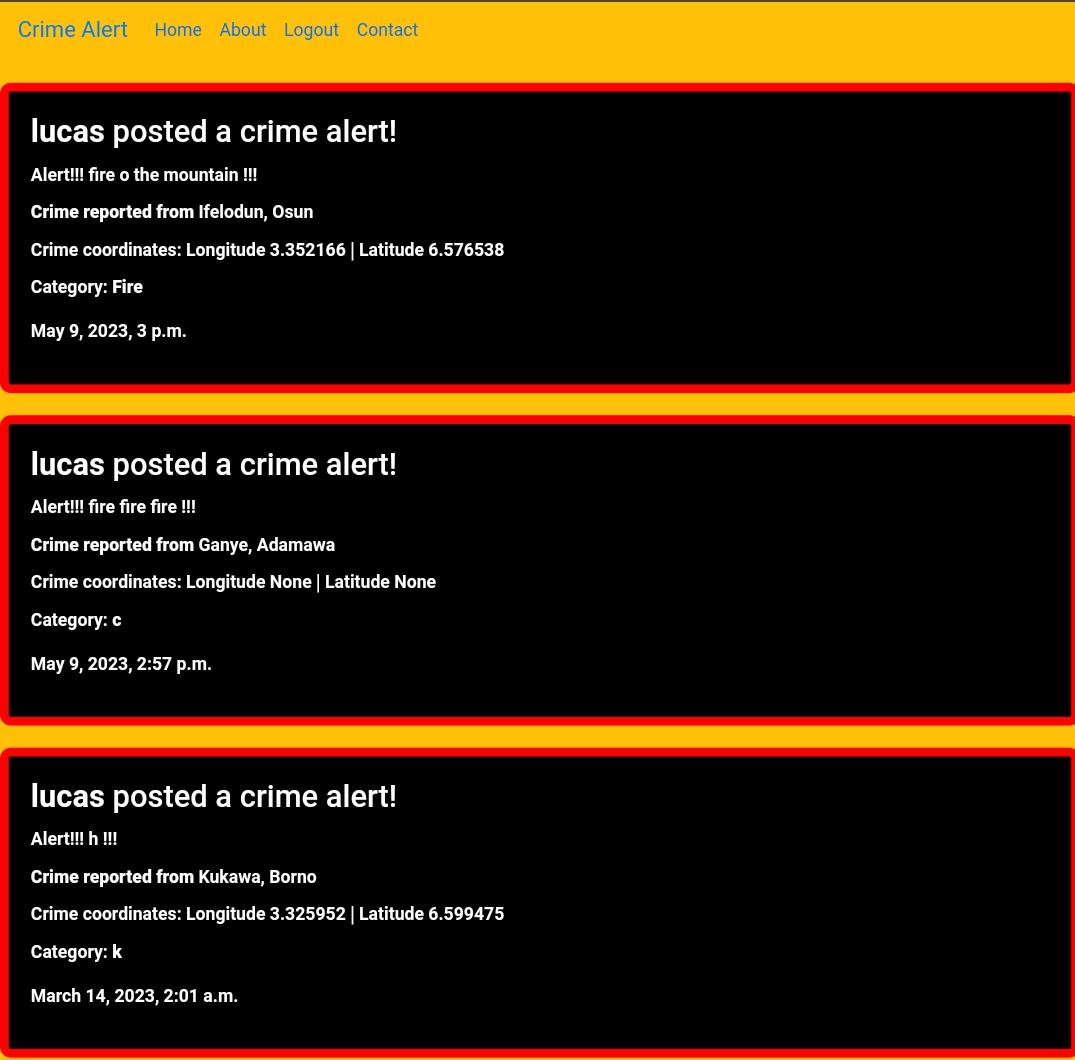 Crime Alert Home About Logout Contact
lucas posted a crime alert!
Alert!!! fire o the mountain !!!
Crime reported from Ifelodun, Osun
Crime coordinates: Longitude 3.352166 | Latitude 6.576538
Category: Fire
May 9, 2023, 3 p.m.
lucas posted a crime alert!
Alert!!! fire fire fire !!!
Crime reported from Ganye, Adamawa
Crime coordinates: Longitude None | Latitude None
Category: c
May 9, 2023, 2:57 p.m.
lucas posted a crime alert!
Alert!!! h !!!
Crime reported from Kukawa, Borno
Crime coordinates: Longitude 3.325952 | Latitude 6.599475
Category: k
March 14, 2023, 2:01 a.m.